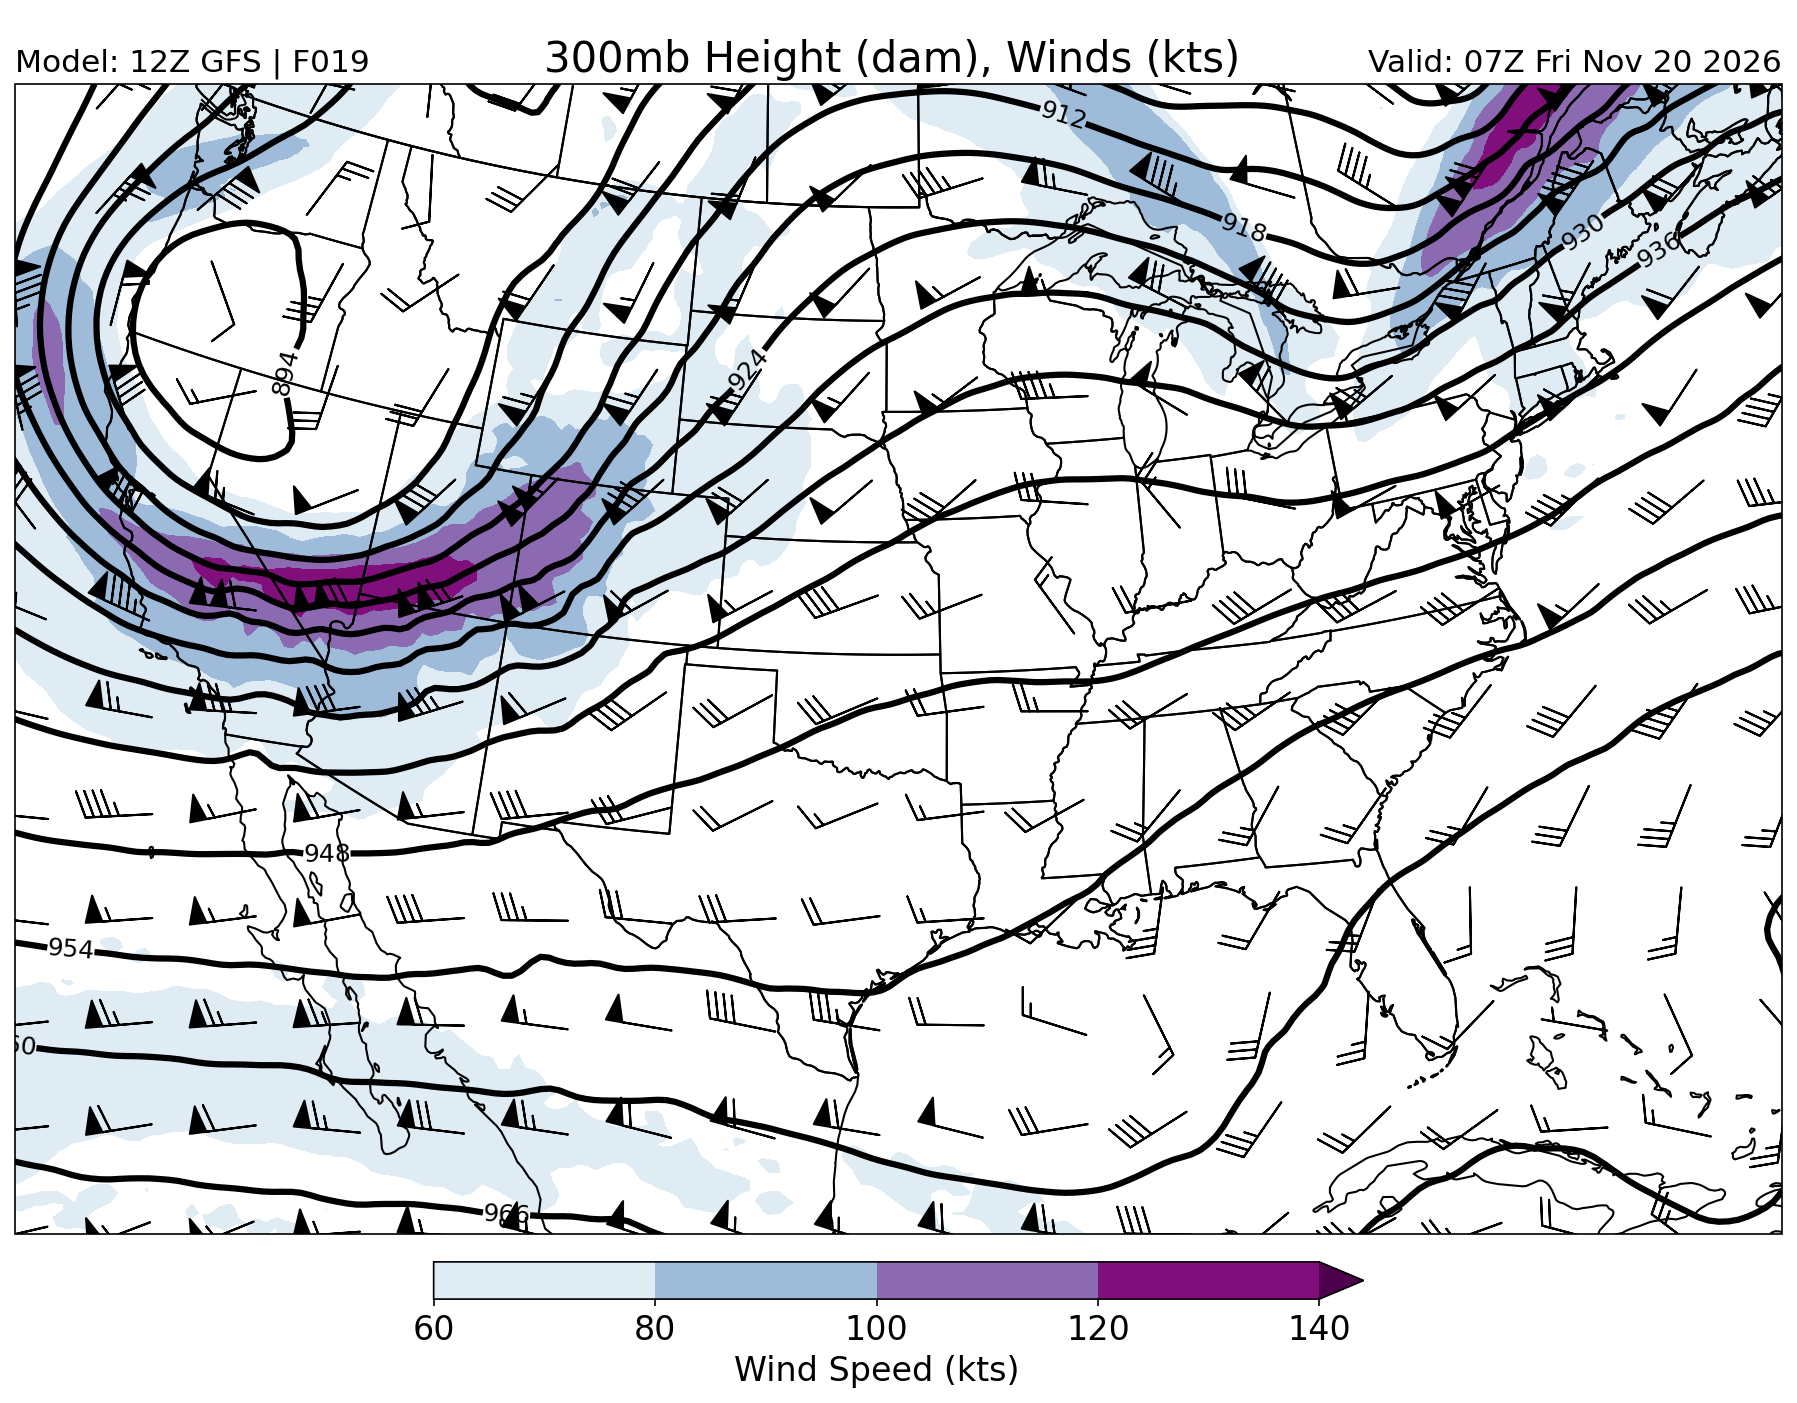 Model: 12Z GFS | F019
300mb Height (dam), Winds (kts)
Valid: 07Z Fri Nov 20 2026
912
918
930
936
924
894
948
954
60
966
60 80 100 120 140
Wind Speed (kts)